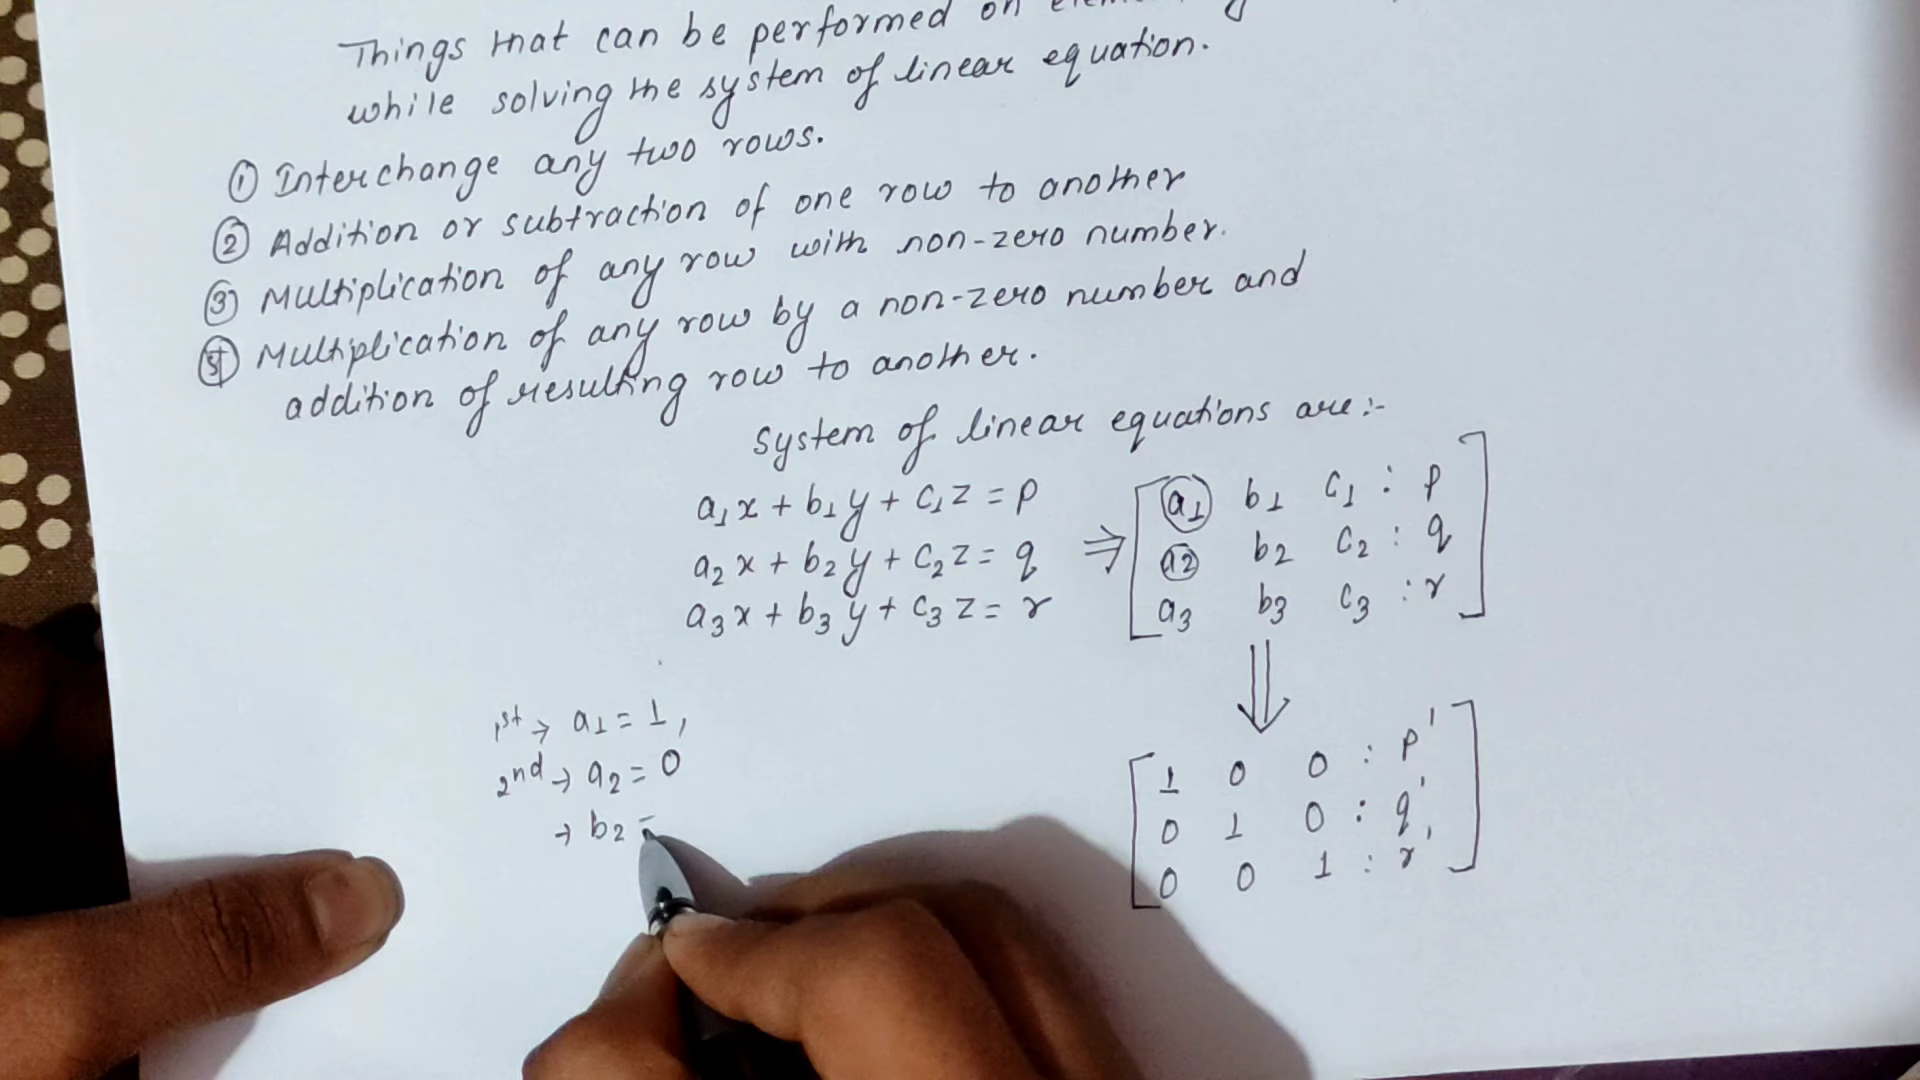 Things that can be performed on
while solving the system of linear equation.
① Interchange any two rows.
② Addition or subtraction of one row to another
③ Multiplication of any row with non-zero number.
Multiplication of any row by a non-zero number and
addition of resulting row to another.
System of linear equations are:-
a₁x + b₁y + c₁z = p ⇒ [ a₁ b₁ c₁ : p ]
a₂x + b₂y + c₂z = q [ a₂ b₂ c₂ : q ]
a₃x + b₃y + c₃z = r [ a₃ b₃ c₃ : r ]
⇓
1st → a₁ = 1,
2nd → a₂ = 0
→ b₂ =
[ 1 0 0 : p' ]
[ 0 1 0 : q' ]
[ 0 0 1 : r' ]